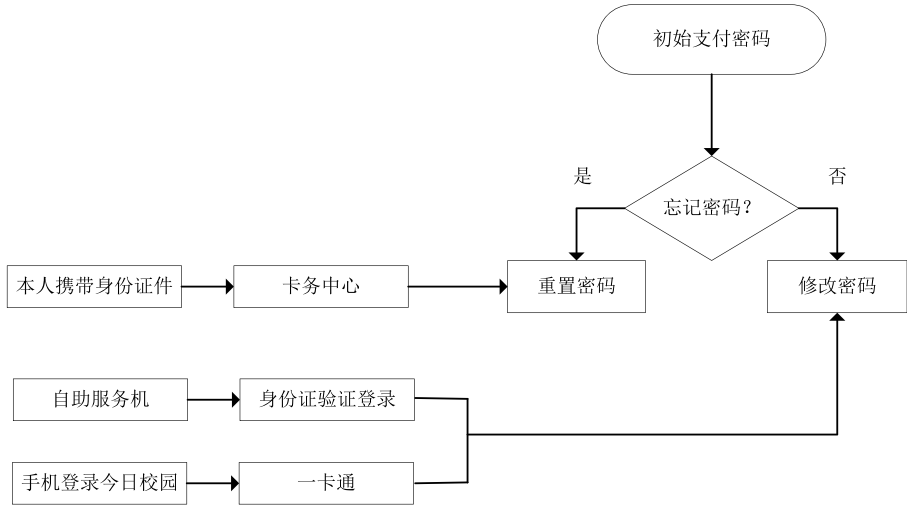 初始支付密码
是
否
忘记密码？
本人携带身份证件
卡务中心
重置密码
修改密码
自助服务机
身份证验证登录
手机登录今日校园
一卡通